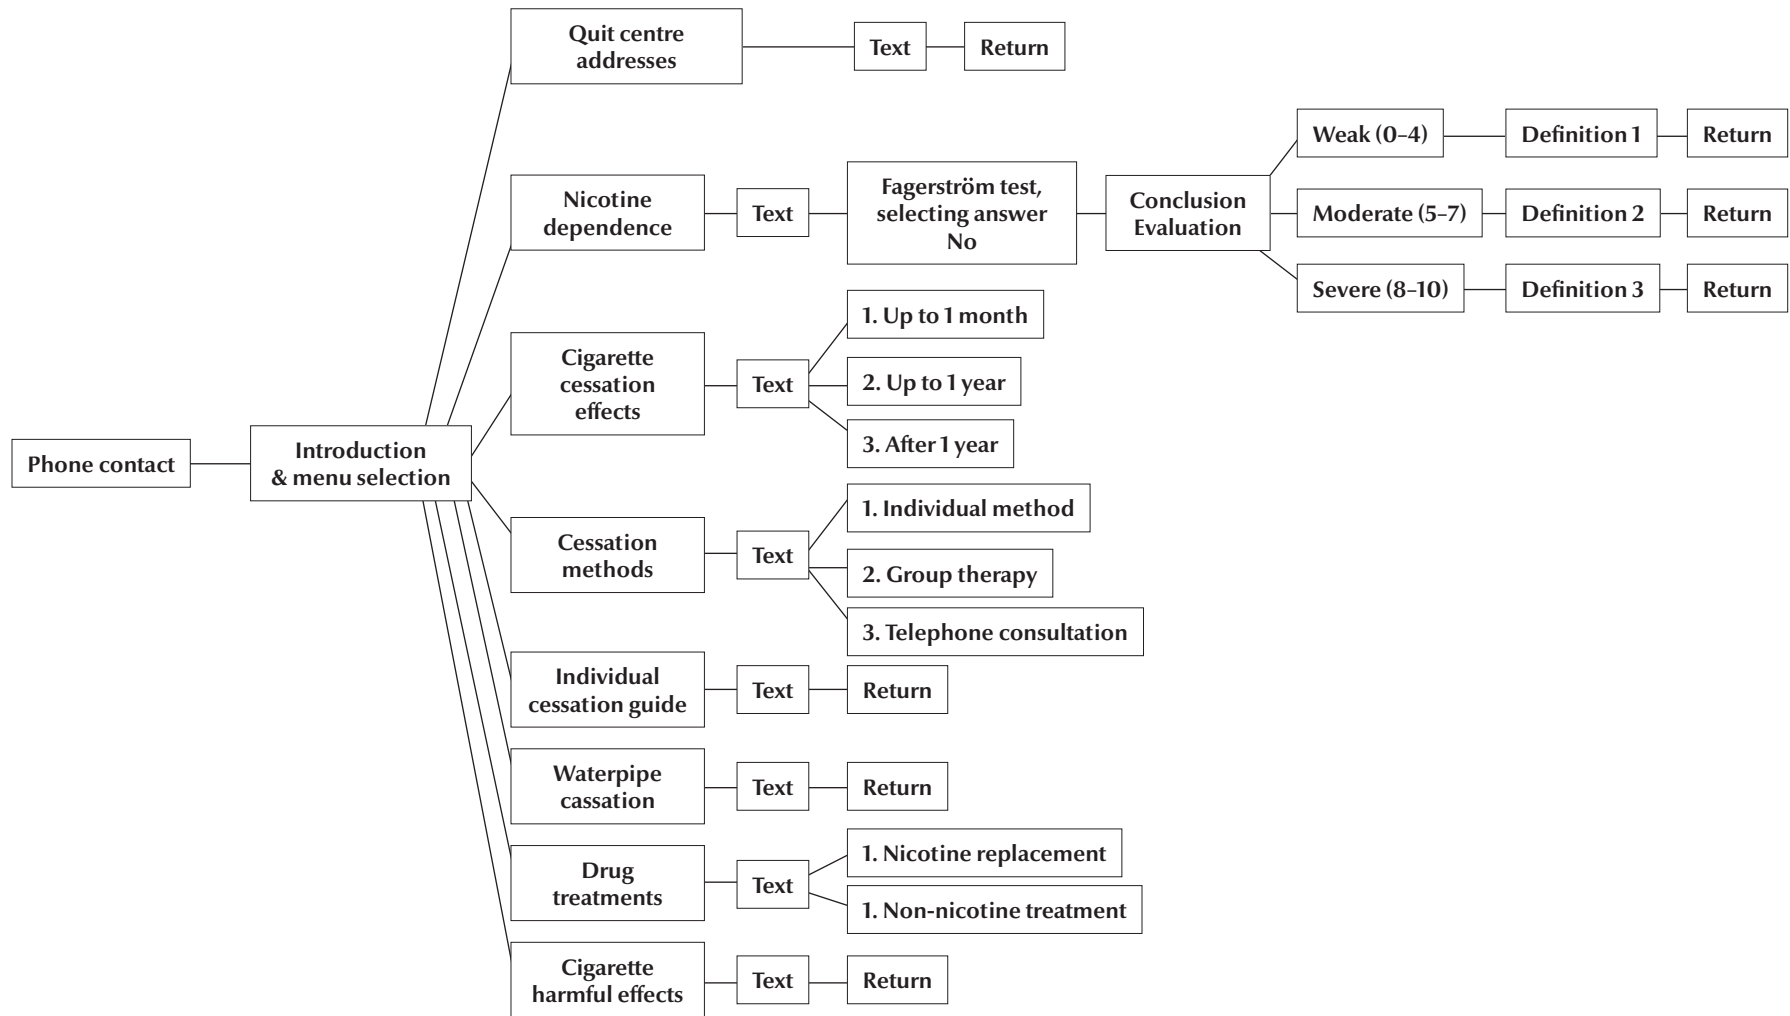 Phone contact
Introduction
& menu selection
Quit centre
addresses
Text
Return
Nicotine
dependence
Text
Fagerström test,
selecting answer
No
Conclusion
Evaluation
Weak (0–4)
Definition 1
Return
Moderate (5–7)
Definition 2
Return
Severe (8–10)
Definition 3
Return
Cigarette
cessation
effects
Text
1. Up to 1 month
2. Up to 1 year
3. After 1 year
Cessation
methods
Text
1. Individual method
2. Group therapy
3. Telephone consultation
Individual
cessation guide
Text
Return
Waterpipe
cassation
Text
Return
Drug
treatments
Text
1. Nicotine replacement
1. Non-nicotine treatment
Cigarette
harmful effects
Text
Return